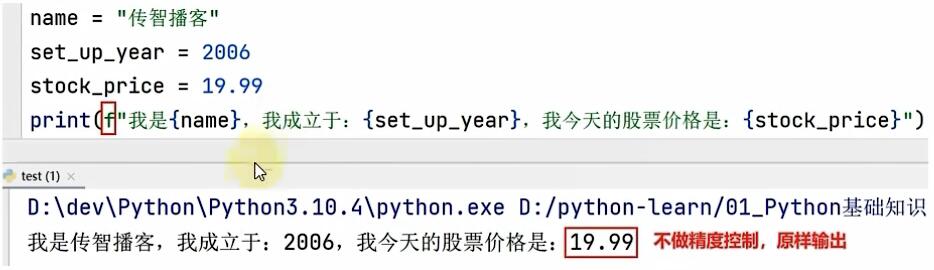 name = "传智播客"
set_up_year = 2006
stock_price = 19.99
print(f"我是{name}，我成立于：{set_up_year}，我今天的股票价格是：{stock_price}")
test (1) ×
D:\dev\Python\Python3.10.4\python.exe D:/python-learn/01_Python基础知识
我是传智播客，我成立于：2006，我今天的股票价格是：19.99 不做精度控制，原样输出